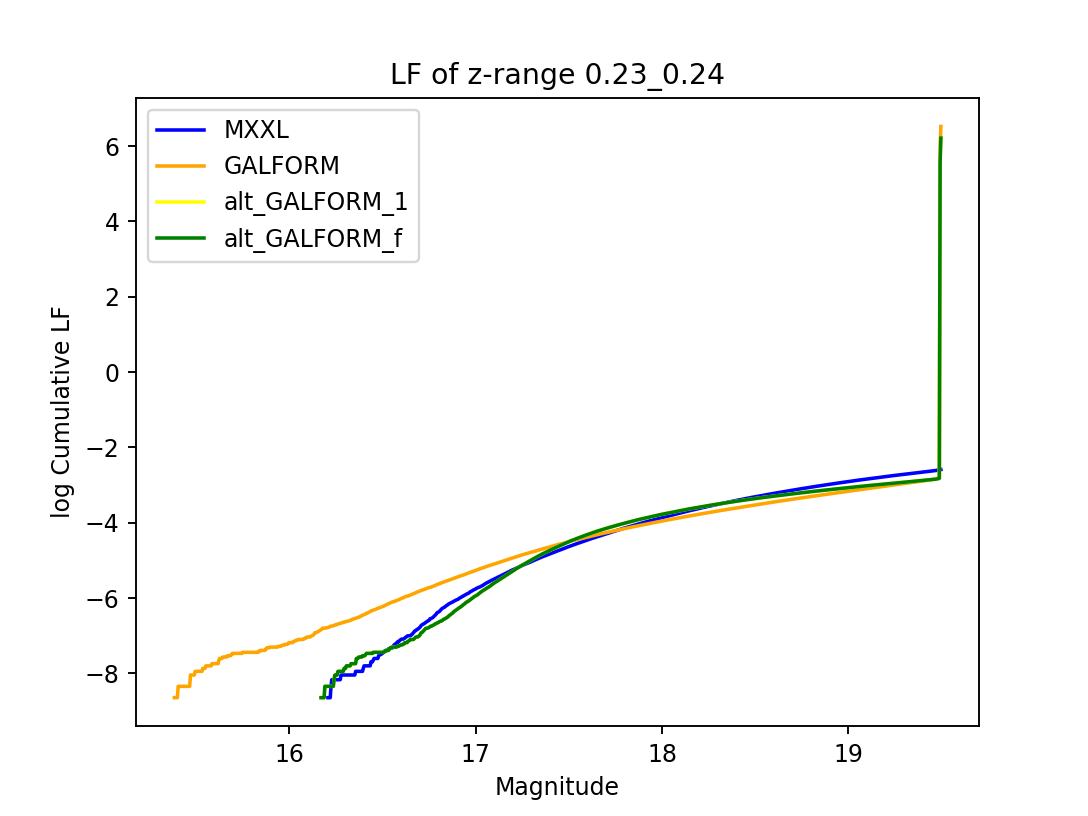 LF of z-range 0.23_0.24
MXXL
GALFORM
alt_GALFORM_1
alt_GALFORM_f
log Cumulative LF
6
4
2
0
−2
−4
−6
−8
16
17
18
19
Magnitude